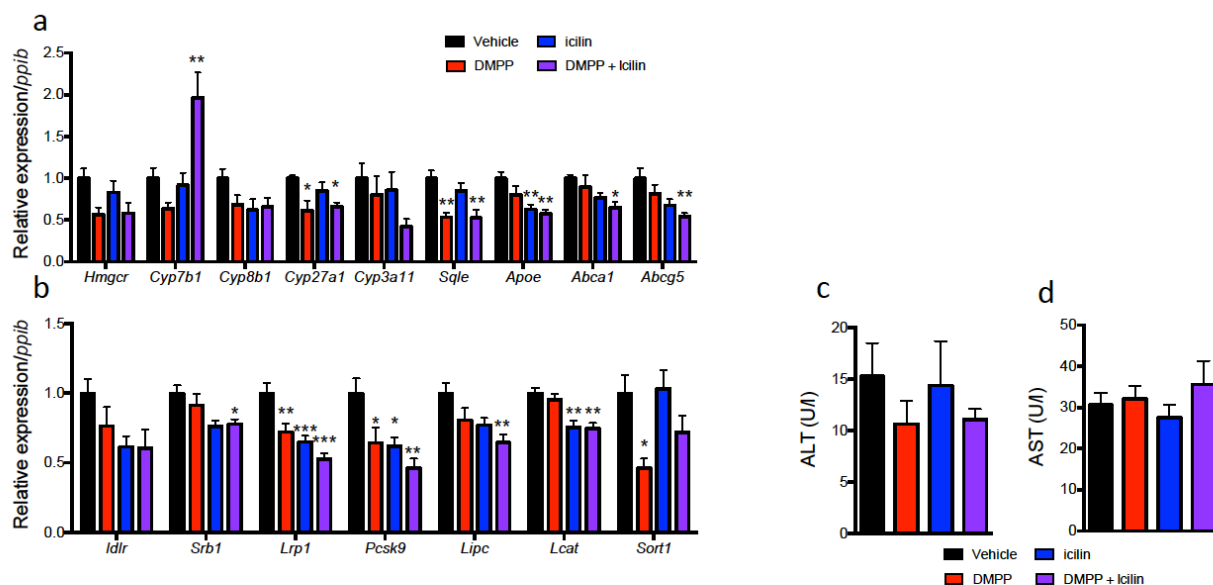 a
Relative expression/ppib
2.5
2.0
1.5
1.0
0.5
0.0
Vehicle
icilin
DMPP
DMPP + Icilin
**
*
*
**
**
**
**
*
**
Hmgcr Cyp7b1 Cyp8b1 Cyp27a1 Cyp3a11 Sqle Apoe Abca1 Abcg5
b
Relative expression/ppib
1.5
1.0
0.5
0.0
*
**
***
***
*
*
**
**
**
**
*
ldlr Srb1 Lrp1 Pcsk9 Lipc Lcat Sort1
c
ALT (U/l)
20
15
10
5
0
d
AST (U/l)
50
40
30
20
10
0
Vehicle
icilin
DMPP
DMPP + Icilin